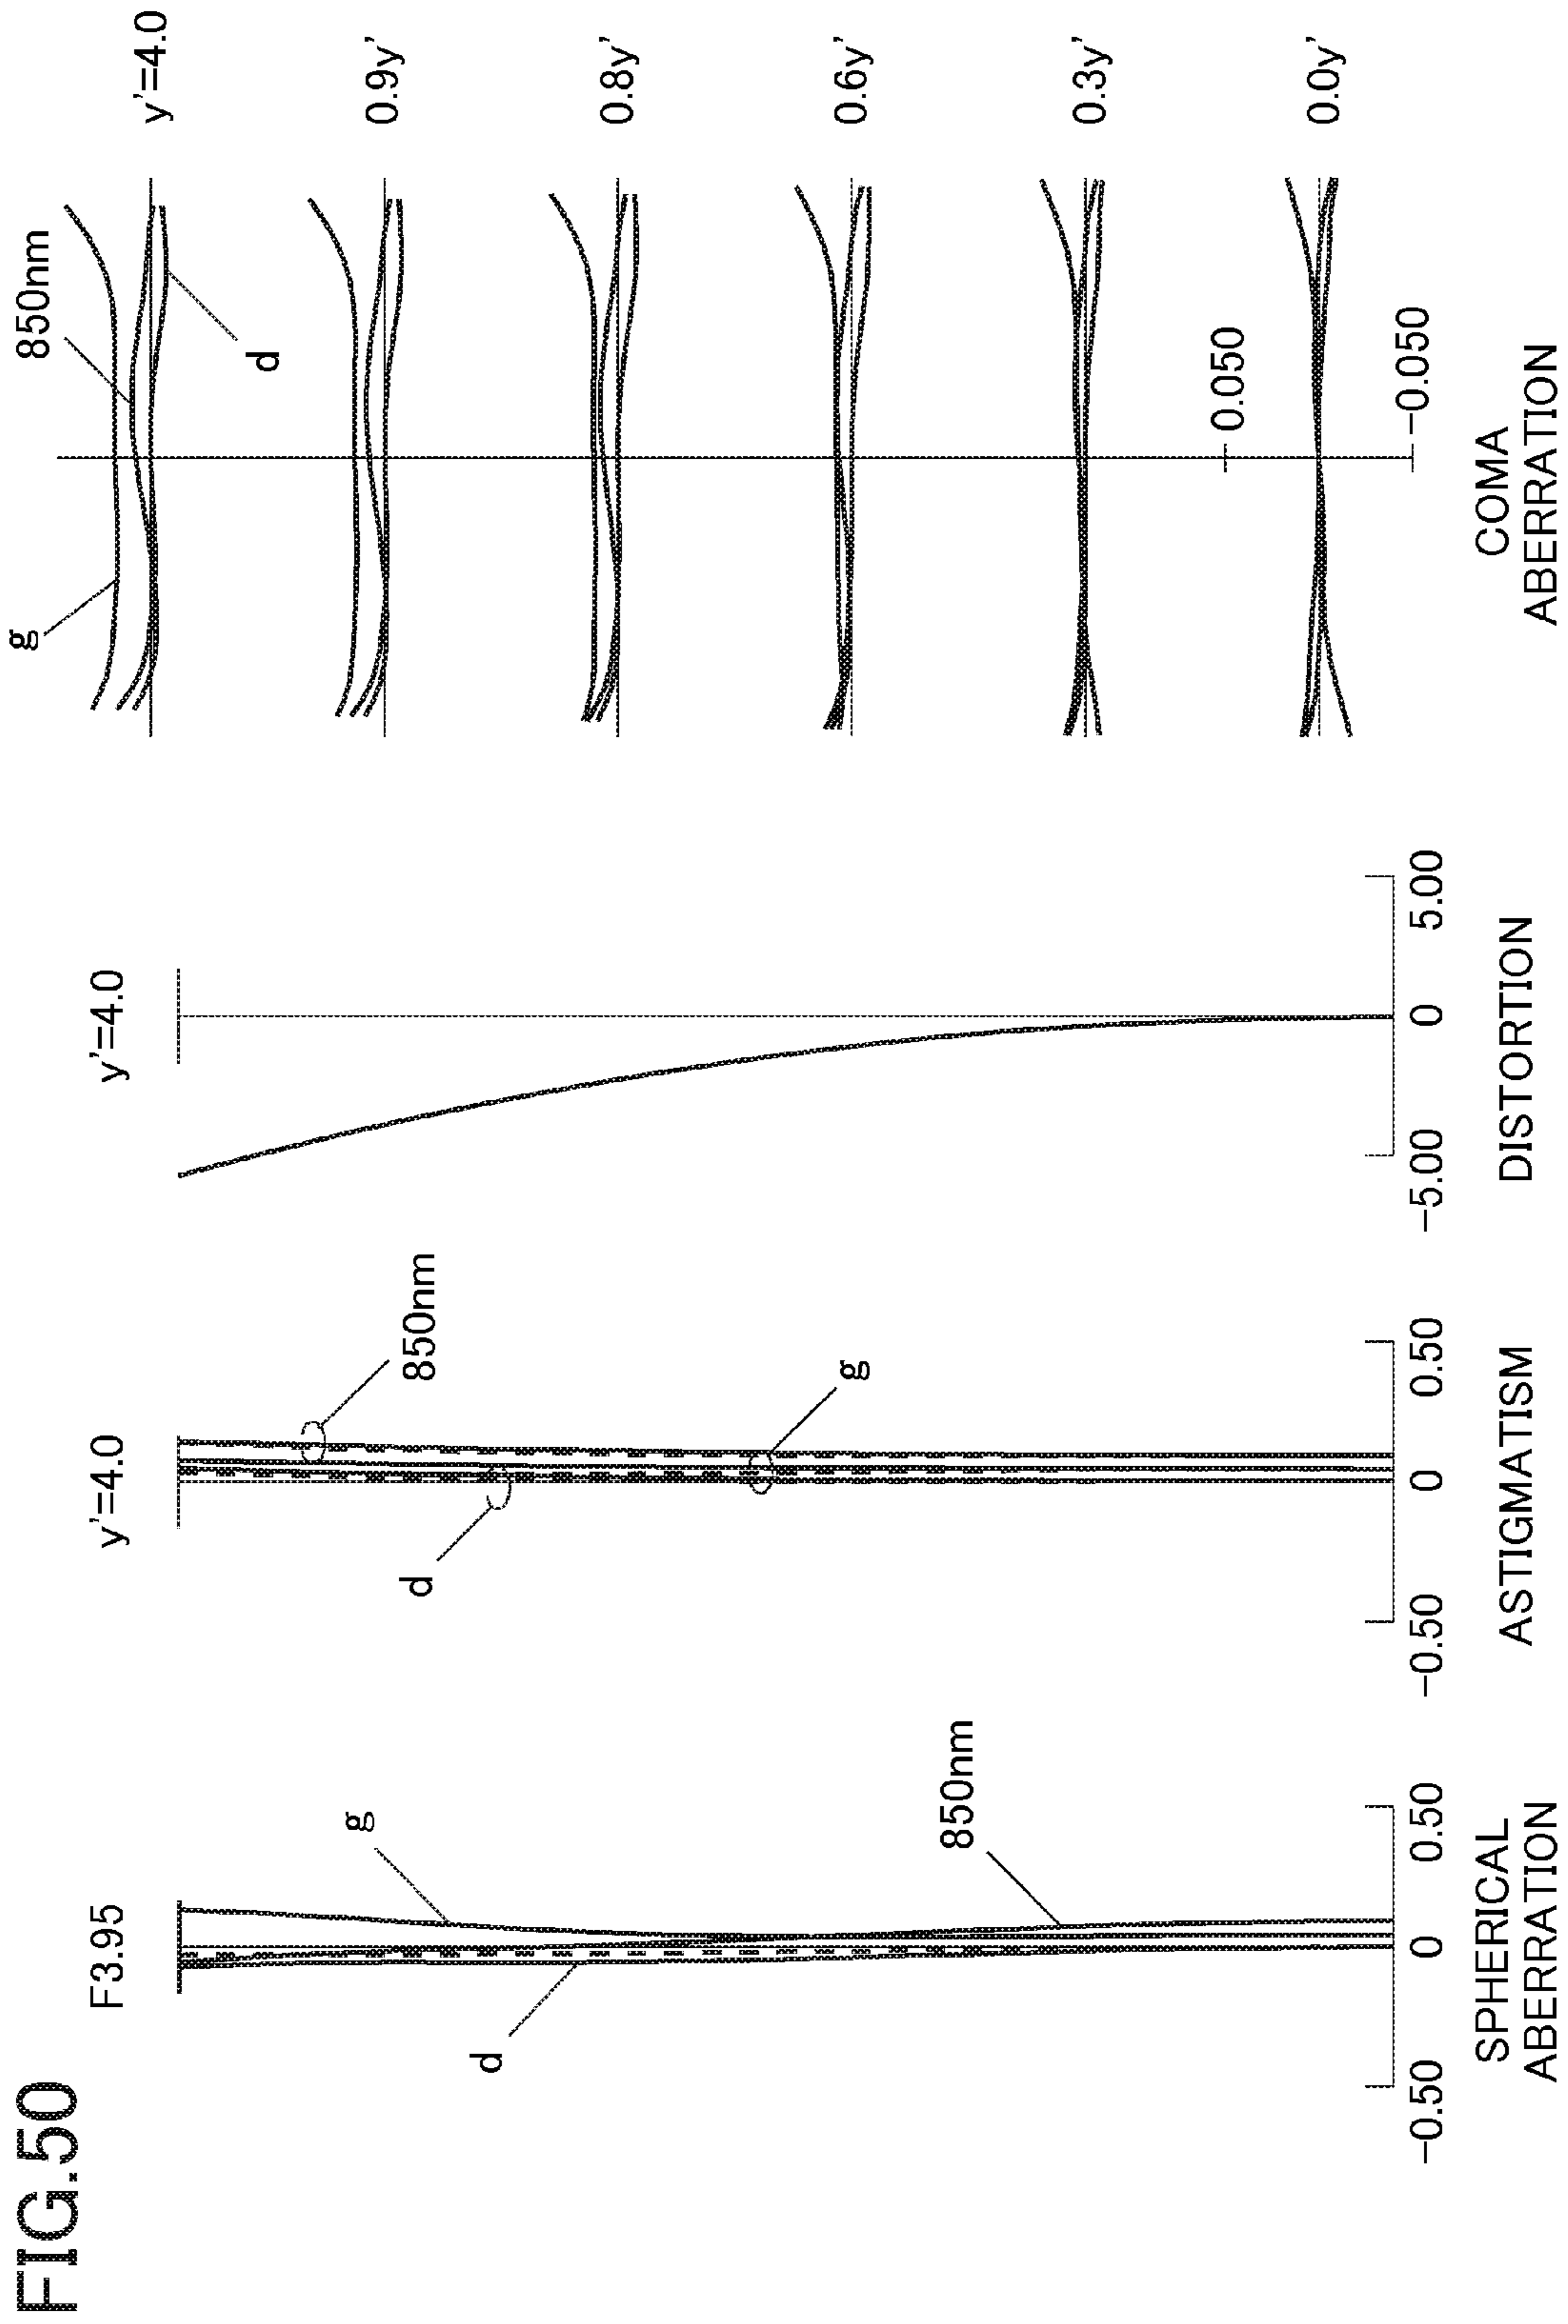 FIG.50
F3.95
g
d
850nm
−0.50
0
0.50
SPHERICAL
ABERRATION
y'=4.0
850nm
d
g
−0.50
0
0.50
ASTIGMATISM
y'=4.0
−5.00
0
5.00
DISTORTION
g
850nm
d
y'=4.0
0.9y'
0.8y'
0.6y'
0.3y'
0.0y'
0.050
−0.050
COMA
ABERRATION